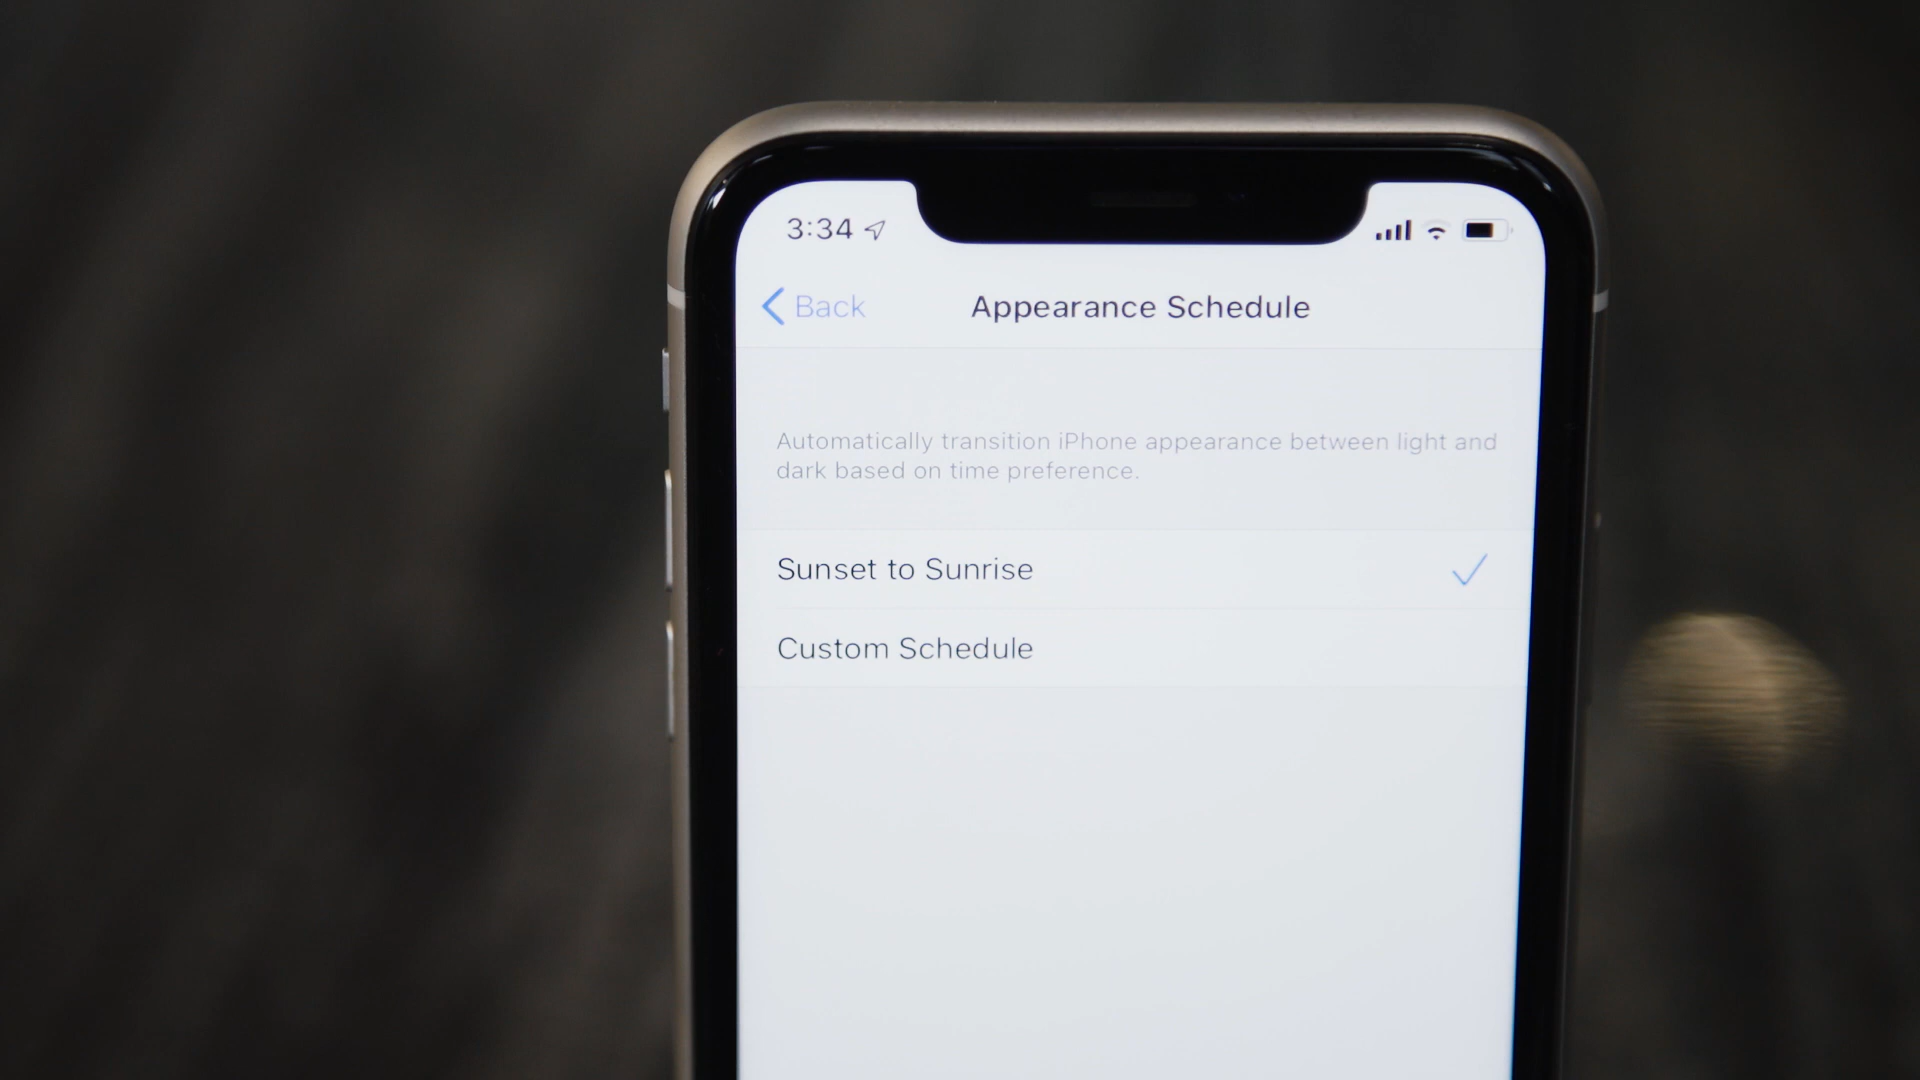 3:34
Back
Appearance Schedule
Automatically transition iPhone appearance between light and
dark based on time preference.
Sunset to Sunrise
Custom Schedule